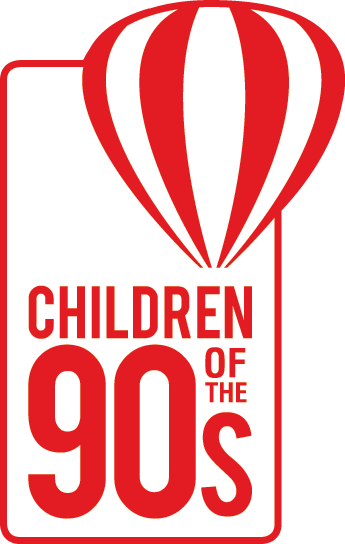 CHILDREN
OF
THE
90s